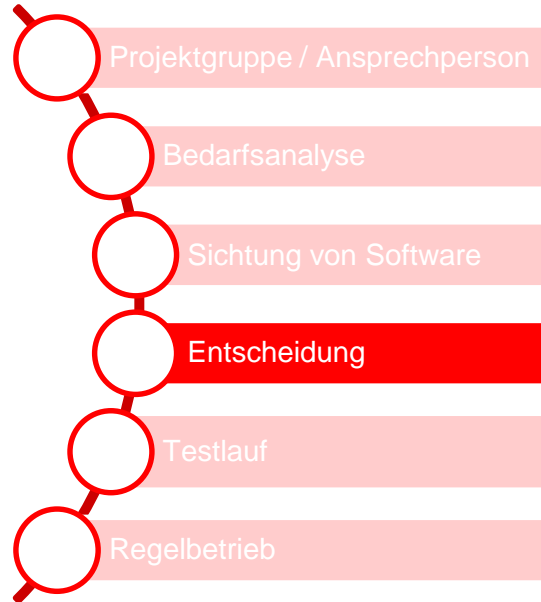 Projektgruppe / Ansprechperson
Bedarfsanalyse
Sichtung von Software
Entscheidung
Testlauf
Regelbetrieb